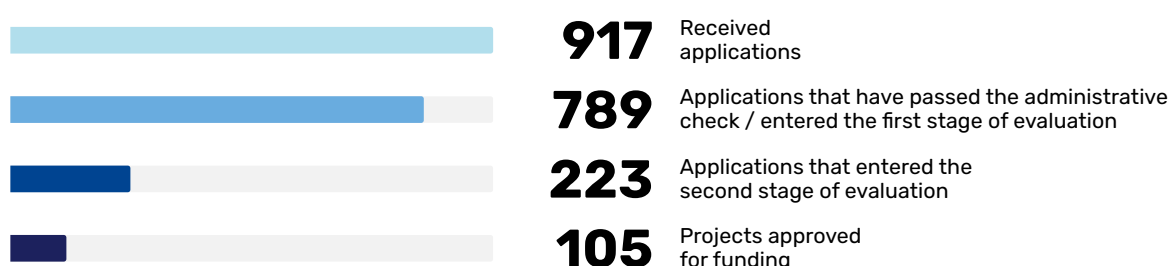 917
Received
applications
789
Applications that have passed the administrative
check / entered the first stage of evaluation
223
Applications that entered the
second stage of evaluation
105
Projects approved
for funding